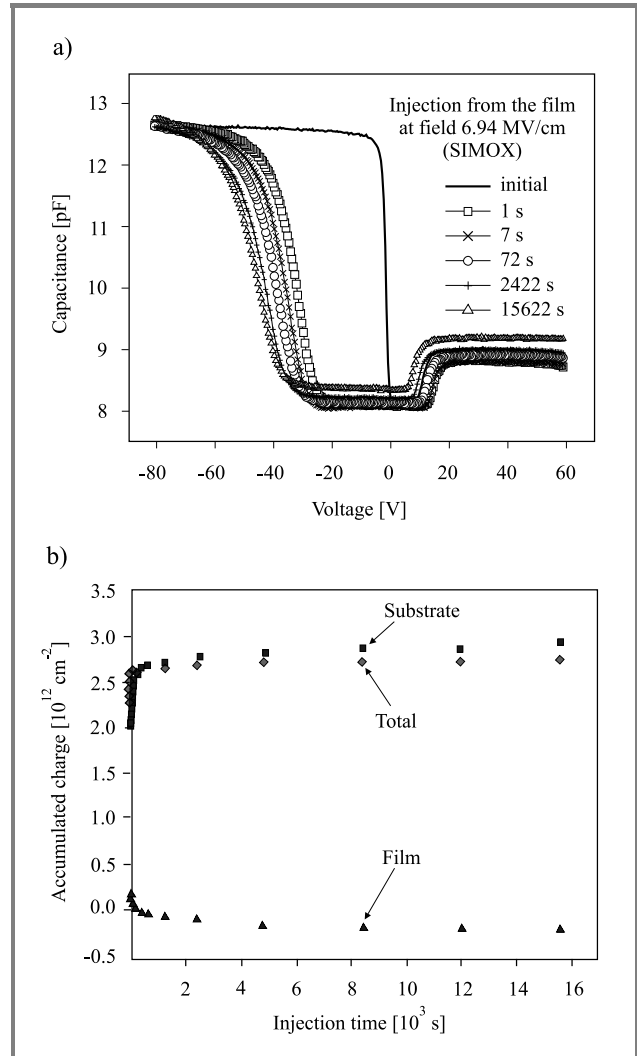 a)
13
12
11
10
9
8
Capacitance [pF]
Injection from the film
at field 6.94 MV/cm
(SIMOX)
initial
1 s
7 s
72 s
2422 s
15622 s
-80 -60 -40 -20 0 20 40 60
Voltage [V]
b)
3.5
3.0
2.5
2.0
1.5
1.0
0.5
0.0
-0.5
Accumulated charge [10¹² cm⁻²]
Substrate
Total
Film
2 4 6 8 10 12 14 16
Injection time [10³ s]